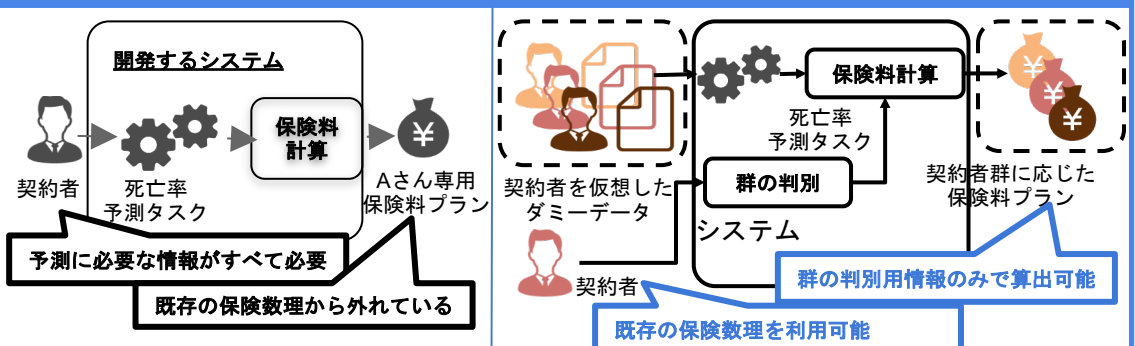 開発するシステム
契約者
死亡率
予測タスク
保険料
計算
¥
Aさん専用
保険料プラン
予測に必要な情報がすべて必要
既存の保険数理から外れている
契約者を仮想した
ダミーデータ
契約者
保険料計算
死亡率
予測タスク
群の判別
システム
¥
¥
¥
契約者群に応じた
保険料プラン
群の判別用情報のみで算出可能
既存の保険数理を利用可能